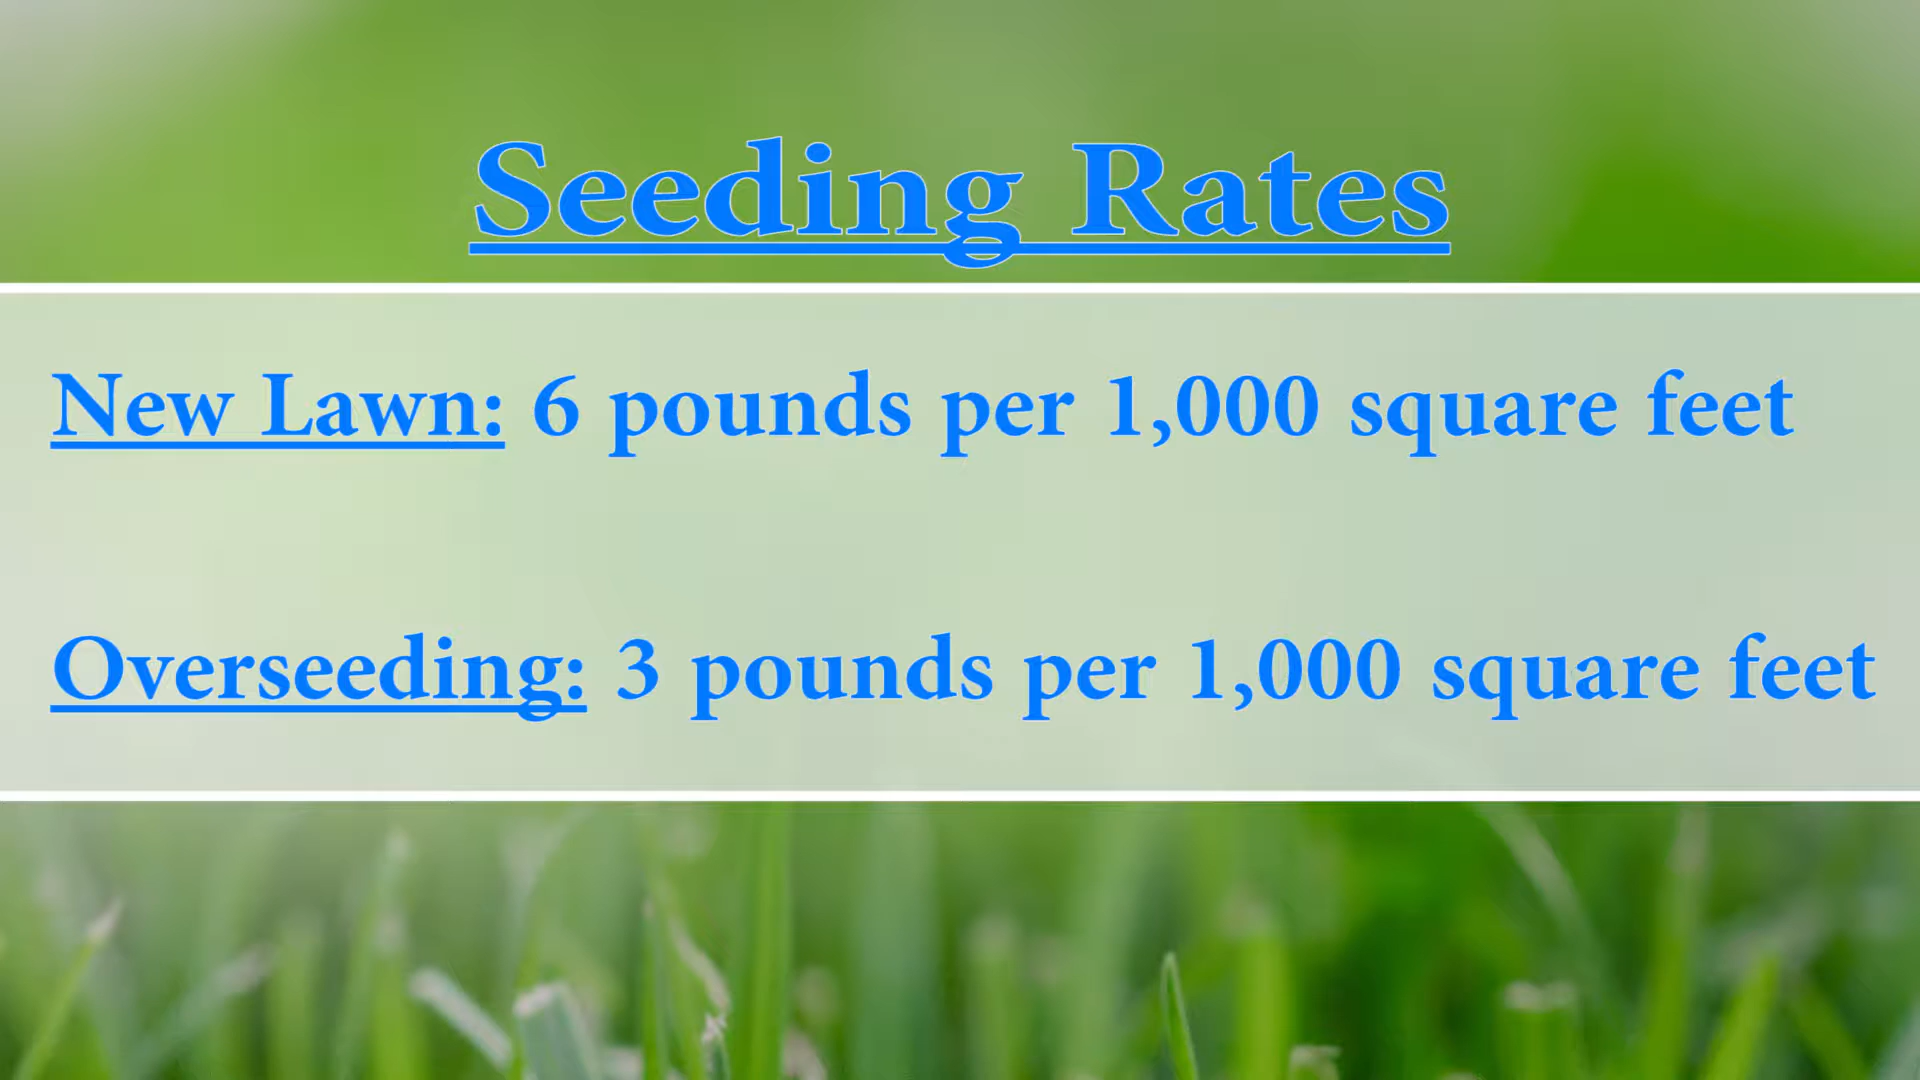 Seeding Rates
New Lawn: 6 pounds per 1,000 square feet
Overseeding: 3 pounds per 1,000 square feet